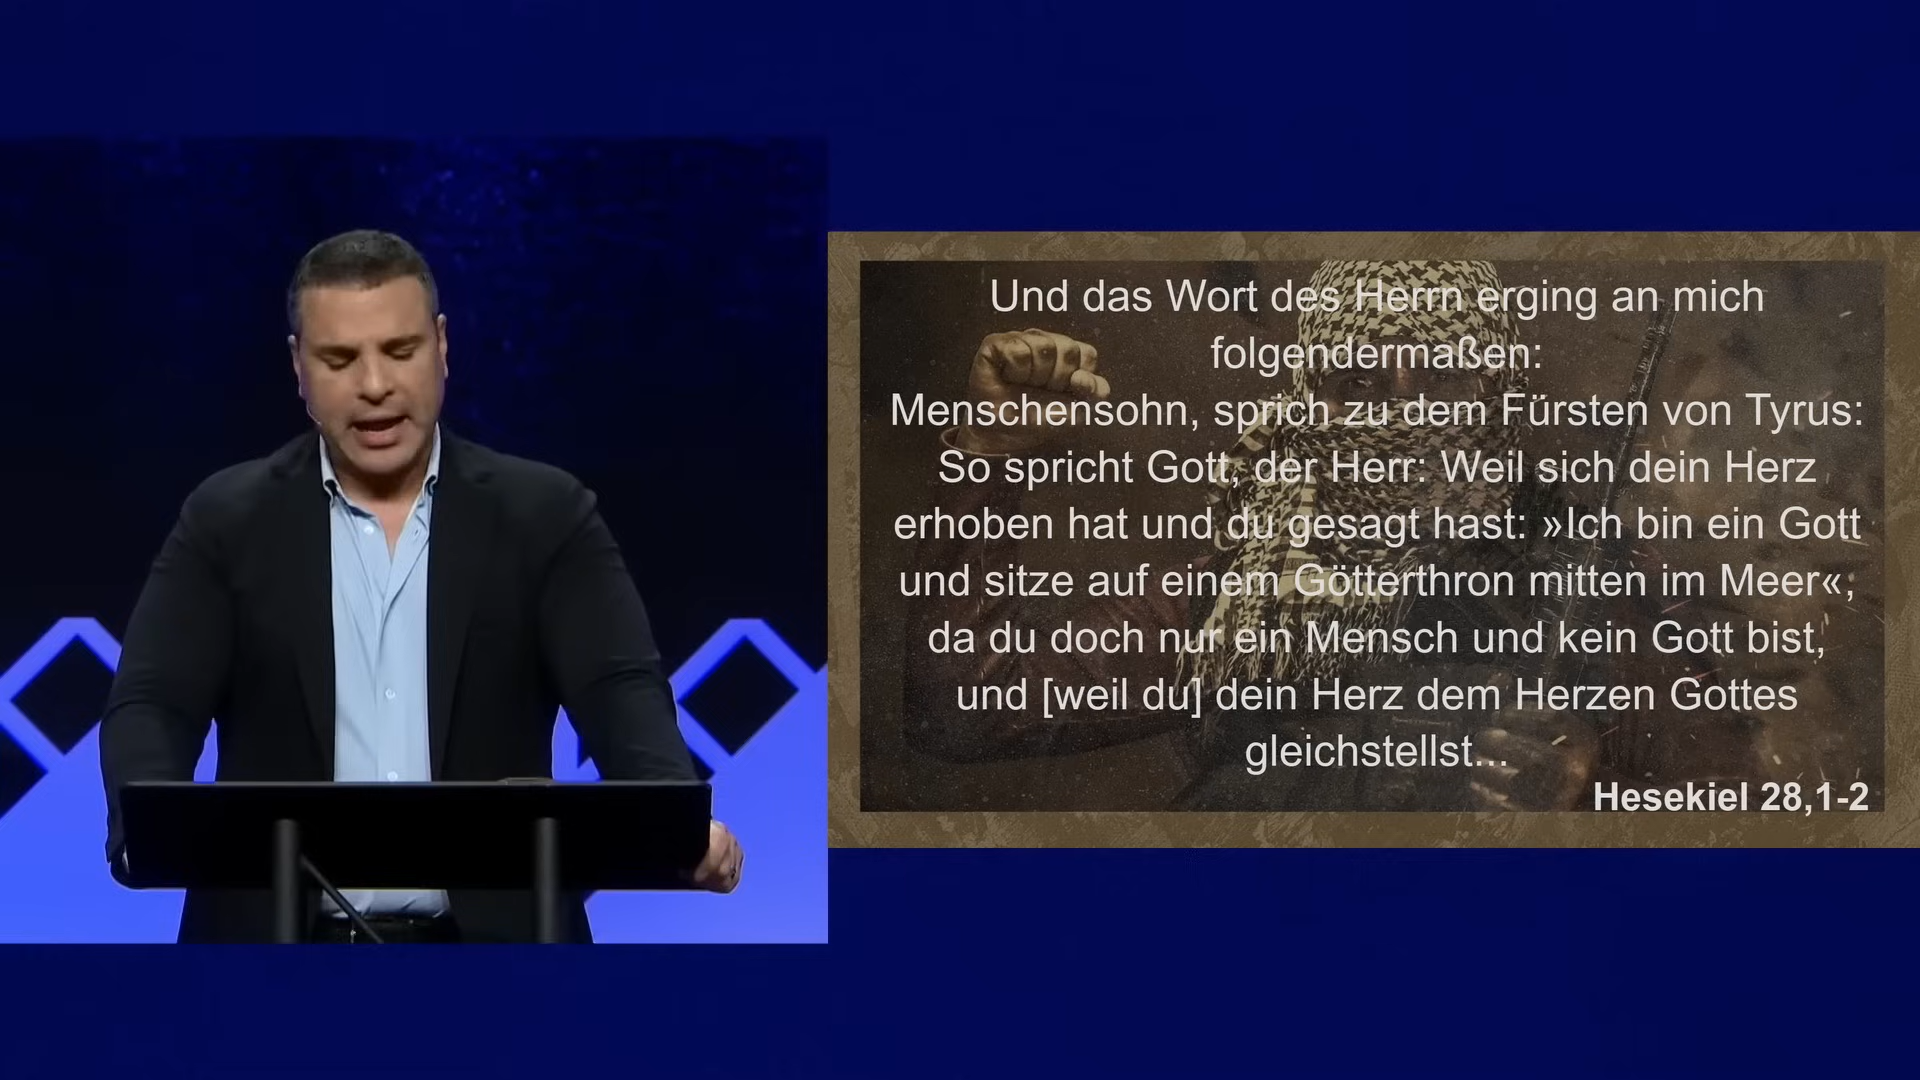 Und das Wort des Herrn erging an mich
folgendermaßen:
Menschensohn, sprich zu dem Fürsten von Tyrus:
So spricht Gott, der Herr: Weil sich dein Herz
erhoben hat und du gesagt hast: »Ich bin ein Gott
und sitze auf einem Götterthron mitten im Meer«,
da du doch nur ein Mensch und kein Gott bist,
und [weil du] dein Herz dem Herzen Gottes
gleichstellst...
Hesekiel 28,1-2